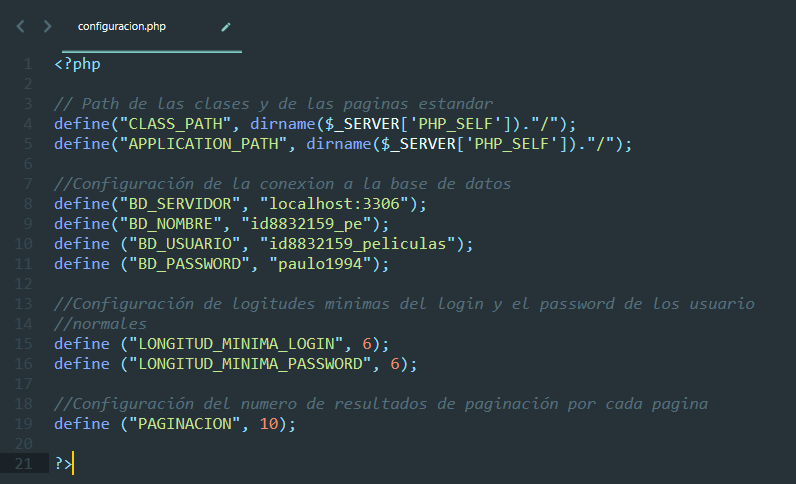 configuracion.php
1 <?php
2
3 // Path de las clases y de las paginas estandar
4 define("CLASS_PATH", dirname($_SERVER['PHP_SELF'])."/");
5 define("APPLICATION_PATH", dirname($_SERVER['PHP_SELF'])."/");
6
7 //Configuración de la conexion a la base de datos
8 define("BD_SERVIDOR", "localhost:3306");
9 define("BD_NOMBRE", "id8832159_pe");
10 define ("BD_USUARIO", "id8832159_peliculas");
11 define ("BD_PASSWORD", "paulo1994");
12
13 //Configuración de logitudes minimas del login y el password de los usuario
14 //normales
15 define ("LONGITUD_MINIMA_LOGIN", 6);
16 define ("LONGITUD_MINIMA_PASSWORD", 6);
17
18 //Configuración del numero de resultados de paginación por cada pagina
19 define ("PAGINACION", 10);
20
21 ?>